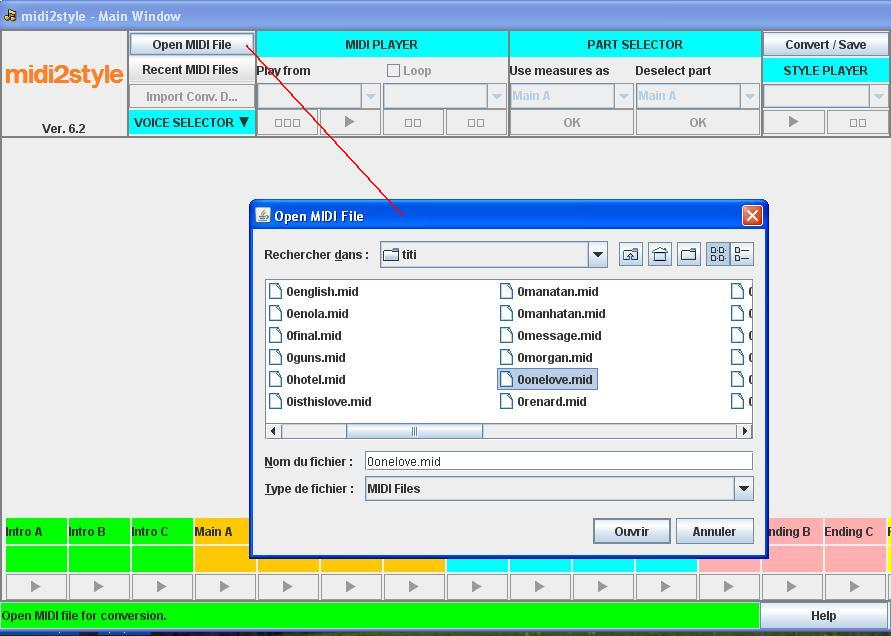 midi2style - Main Window
Open MIDI File
MIDI PLAYER
PART SELECTOR
Convert / Save
midi2style
Recent MIDI Files
Play from
Loop
Use measures as
Deselect part
STYLE PLAYER
Import Conv. D...
Main A
Main A
Ver. 6.2
VOICE SELECTOR ▼
OK
OK
Open MIDI File
Rechercher dans :
titi
0english.mid
0manatan.mid
0enola.mid
0manhatan.mid
0final.mid
0message.mid
0guns.mid
0morgan.mid
0hotel.mid
0onelove.mid
0isthislove.mid
0renard.mid
Nom du fichier :
0onelove.mid
Type de fichier :
MIDI Files
Ouvrir
Annuler
Intro A
Intro B
Intro C
Main A
nding B
Ending C
Open MIDI file for conversion.
Help